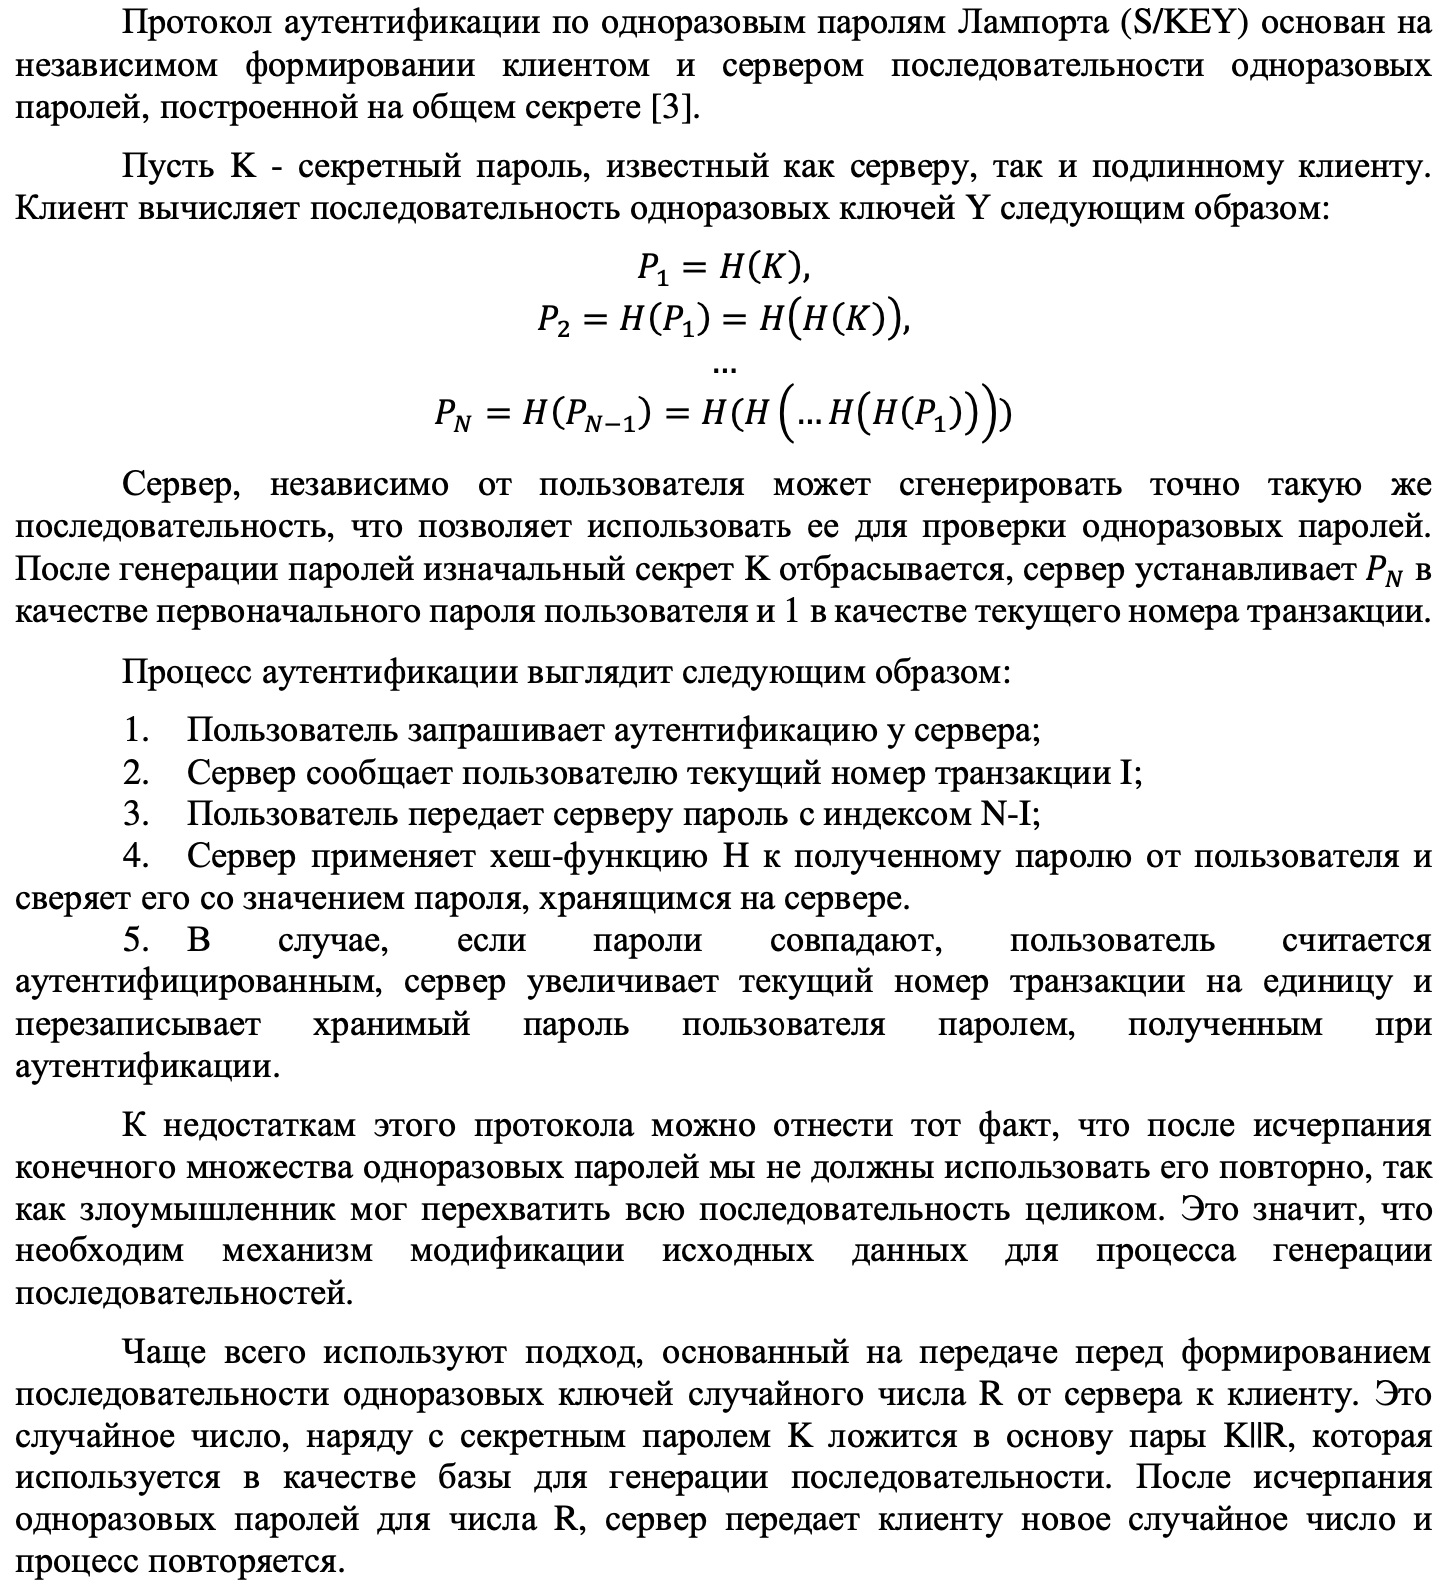 Протокол аутентификации по одноразовым паролям Лампорта (S/KEY) основан на
независимом формировании клиентом и сервером последовательности одноразовых
паролей, построенной на общем секрете [3].
Пусть K - секретный пароль, известный как серверу, так и подлинному клиенту.
Клиент вычисляет последовательность одноразовых ключей Y следующим образом:
P₁ = H(K),
P₂ = H(P₁) = H(H(K)),
...
P_N = H(P_{N−1}) = H(H(... H(H(P₁))))
Сервер, независимо от пользователя может сгенерировать точно такую же
последовательность, что позволяет использовать ее для проверки одноразовых паролей.
После генерации паролей изначальный секрет K отбрасывается, сервер устанавливает P_N в
качестве первоначального пароля пользователя и 1 в качестве текущего номера транзакции.
Процесс аутентификации выглядит следующим образом:
1. Пользователь запрашивает аутентификацию у сервера;
2. Сервер сообщает пользователю текущий номер транзакции I;
3. Пользователь передает серверу пароль с индексом N-I;
4. Сервер применяет хеш-функцию H к полученному паролю от пользователя и
сверяет его со значением пароля, хранящимся на сервере.
5. В случае, если пароли совпадают, пользователь считается
аутентифицированным, сервер увеличивает текущий номер транзакции на единицу и
перезаписывает хранимый пароль пользователя паролем, полученным при
аутентификации.
К недостаткам этого протокола можно отнести тот факт, что после исчерпания
конечного множества одноразовых паролей мы не должны использовать его повторно, так
как злоумышленник мог перехватить всю последовательность целиком. Это значит, что
необходим механизм модификации исходных данных для процесса генерации
последовательностей.
Чаще всего используют подход, основанный на передаче перед формированием
последовательности одноразовых ключей случайного числа R от сервера к клиенту. Это
случайное число, наряду с секретным паролем K ложится в основу пары K||R, которая
используется в качестве базы для генерации последовательности. После исчерпания
одноразовых паролей для числа R, сервер передает клиенту новое случайное число и
процесс повторяется.